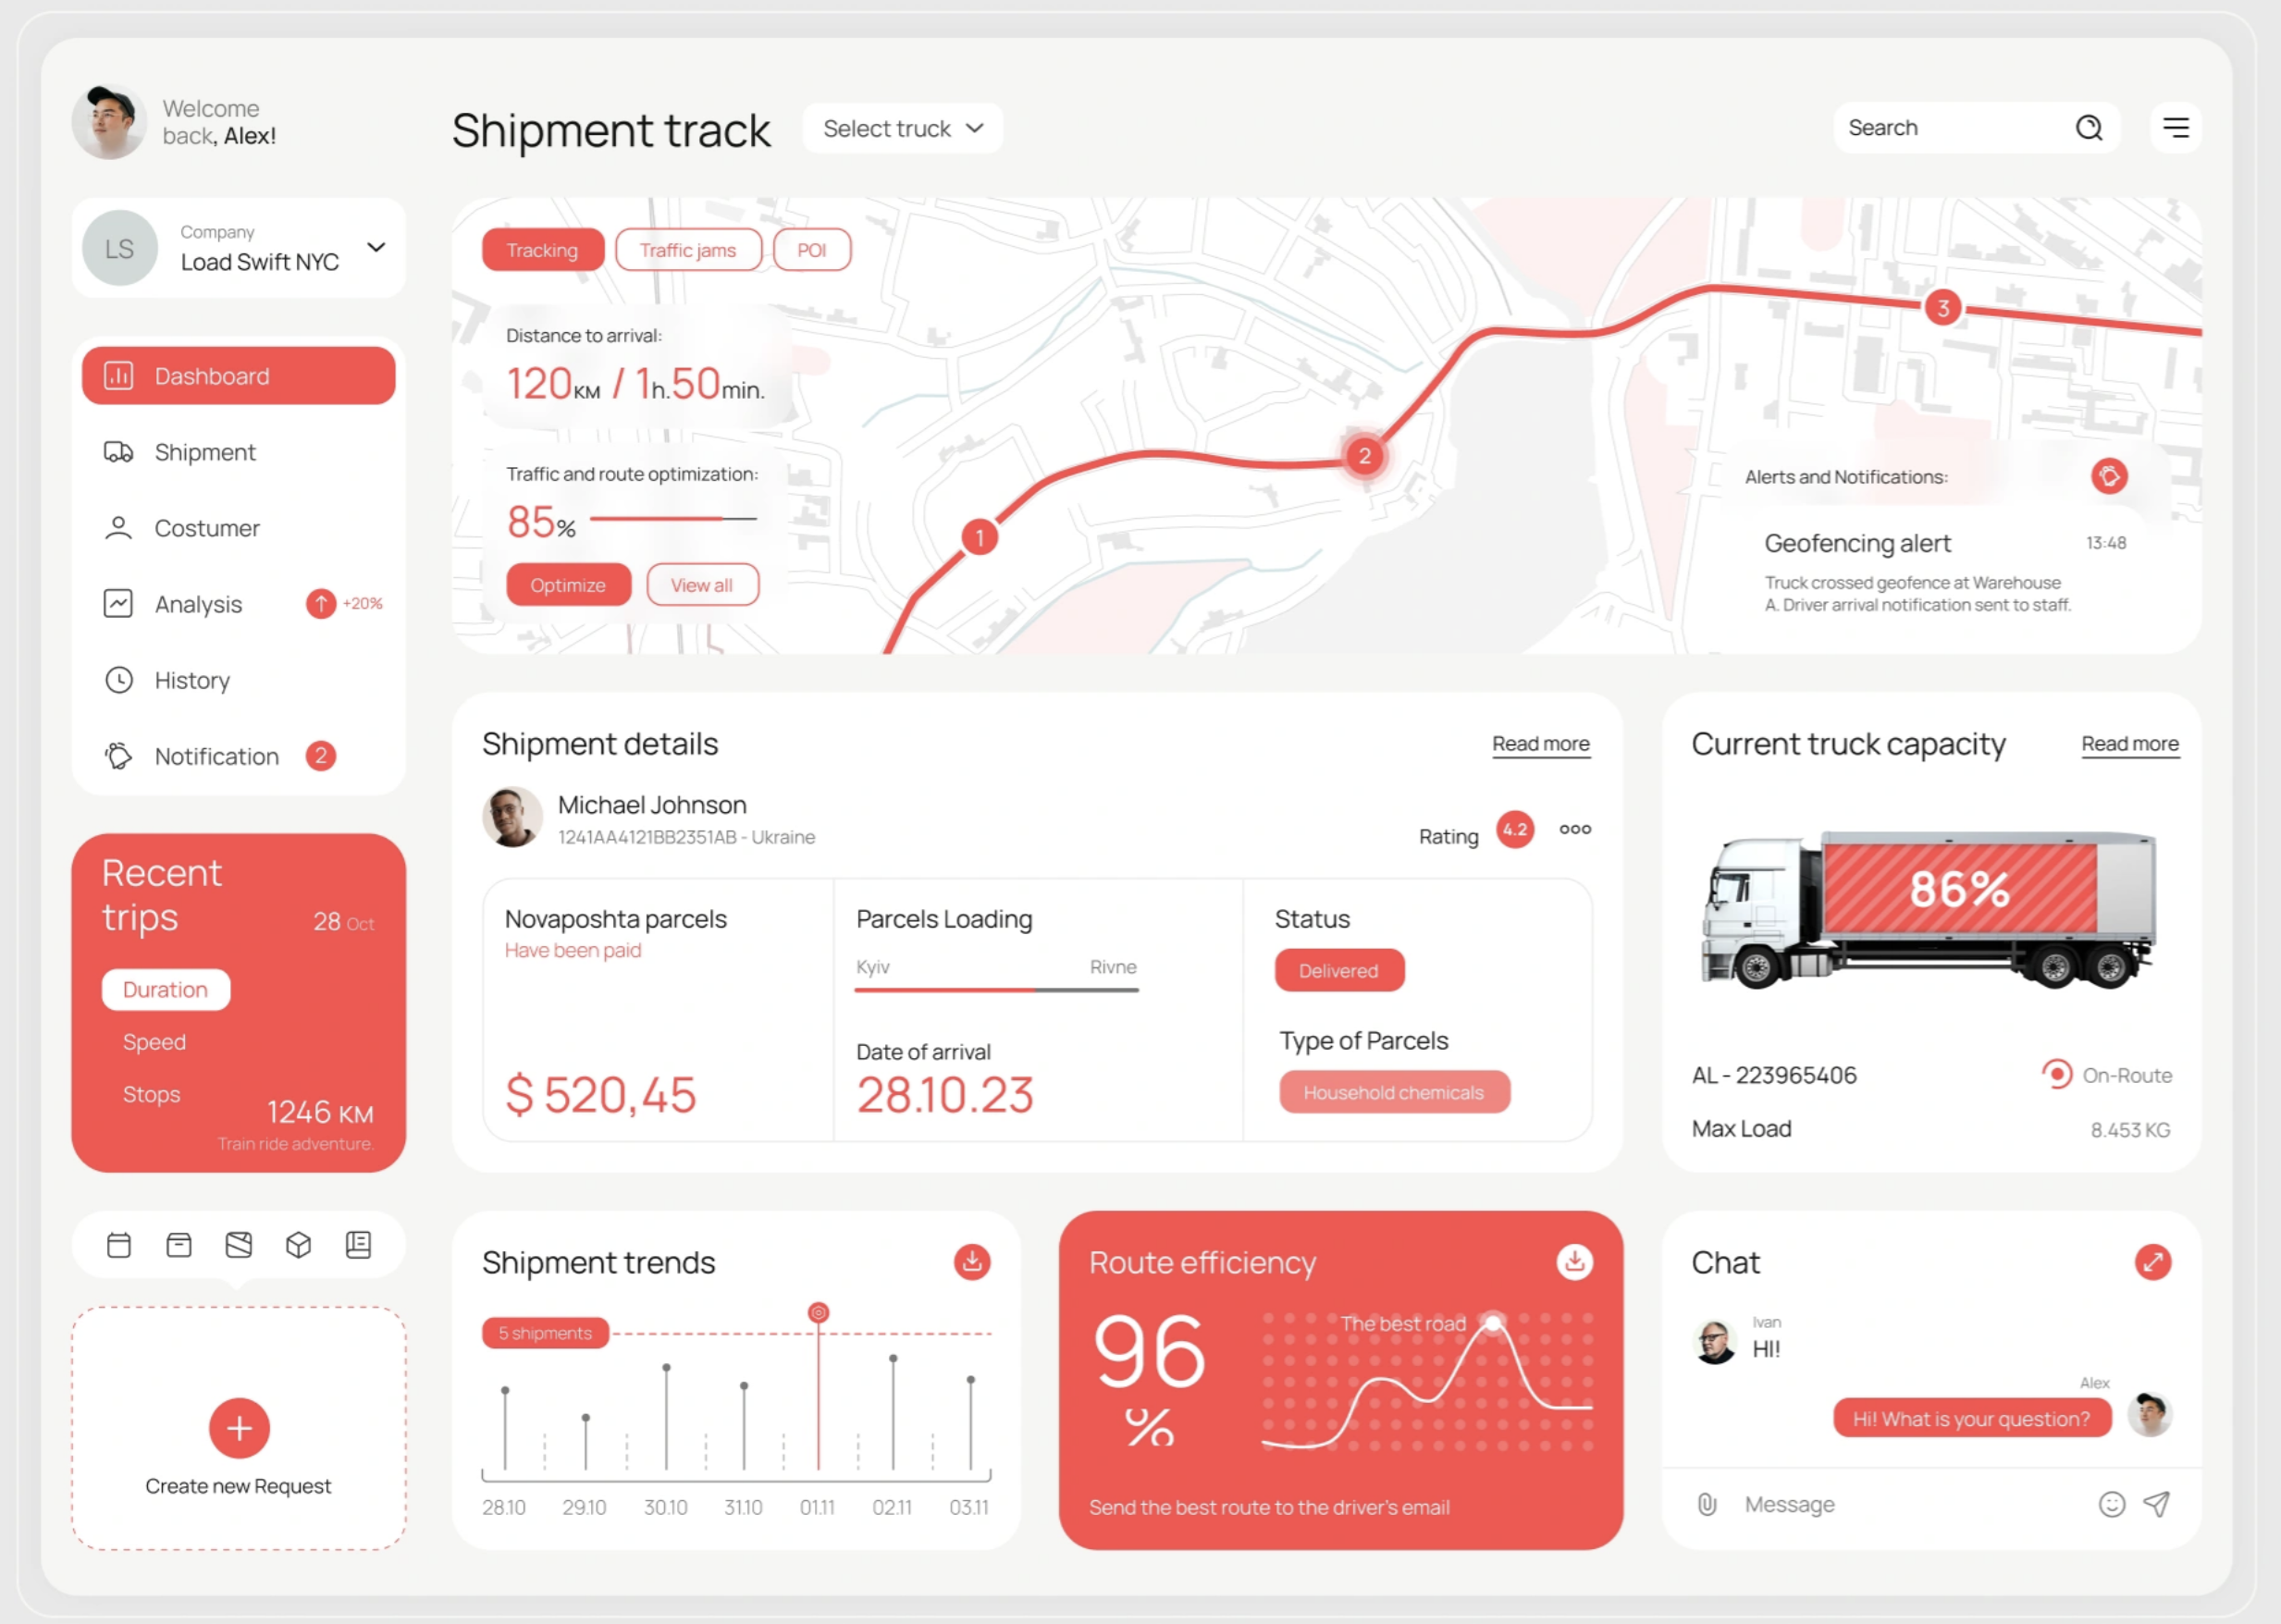 Welcome
back, Alex!
Shipment track
Select truck
Search
LS
Company
Load Swift NYC
Dashboard
Shipment
Costumer
Analysis
+20%
History
Notification
2
Tracking
Traffic jams
POI
Distance to arrival:
120KM / 1h.50min.
Traffic and route optimization:
85%
Optimize
View all
1
2
3
Alerts and Notifications:
Geofencing alert
13:48
Truck crossed geofence at Warehouse
A. Driver arrival notification sent to staff.
Recent
trips
28 Oct
Duration
Speed
Stops
1246 KM
Train ride adventure.
Shipment details
Read more
Michael Johnson
1241AA4121BB2351AB - Ukraine
Rating
4.2
Novaposhta parcels
Have been paid
$ 520,45
Parcels Loading
Kyiv
Rivne
Date of arrival
28.10.23
Status
Delivered
Type of Parcels
Household chemicals
Current truck capacity
Read more
86%
AL - 223965406
On-Route
Max Load
8.453 KG
Create new Request
Shipment trends
5 shipments
28.10
29.10
30.10
31.10
01.11
02.11
03.11
Route efficiency
96
%
The best road
Send the best route to the driver's email
Chat
Ivan
HI!
Alex
Hi! What is your question?
Message